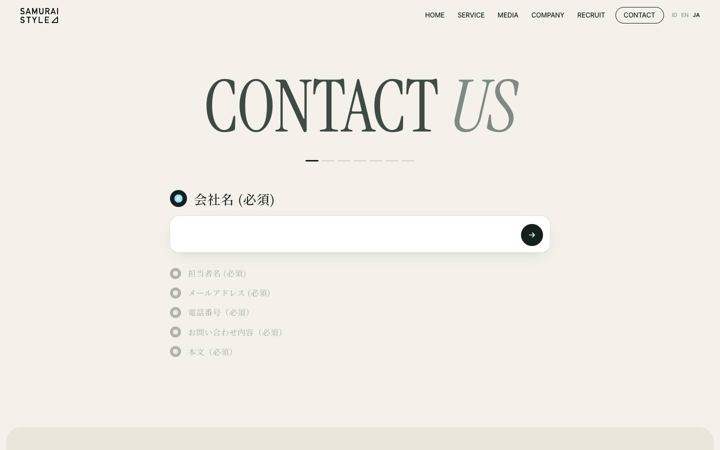 SAMURAI
STYLE
HOME SERVICE MEDIA COMPANY RECRUIT CONTACT ID EN JA
CONTACT US
会社名 (必須)
担当者名 (必須)
メールアドレス (必須)
電話番号（必須）
お問い合わせ内容（必須）
本文（必須）